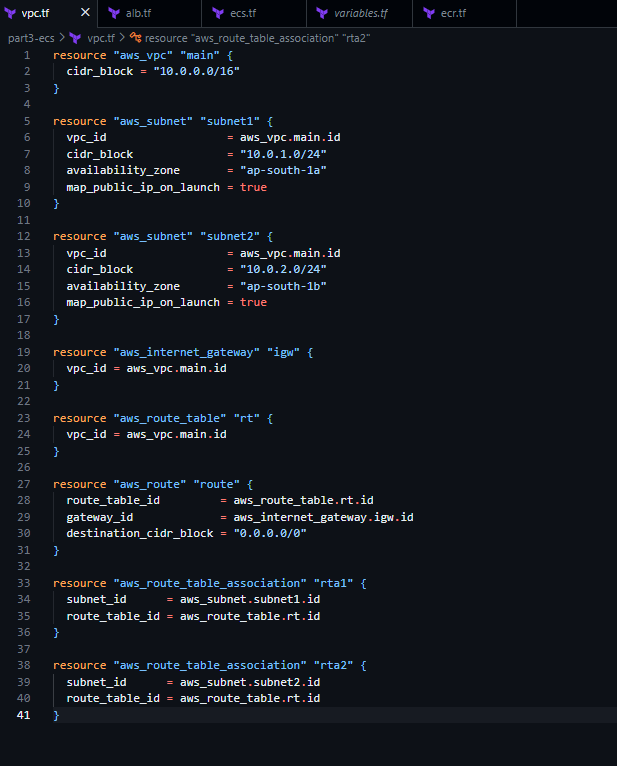 vpc.tf × alb.tf ecs.tf variables.tf ecr.tf
part3-ecs > vpc.tf > resource "aws_route_table_association" "rta2"
1 resource "aws_vpc" "main" {
2   cidr_block = "10.0.0.0/16"
3 }
4
5 resource "aws_subnet" "subnet1" {
6   vpc_id                  = aws_vpc.main.id
7   cidr_block              = "10.0.1.0/24"
8   availability_zone       = "ap-south-1a"
9   map_public_ip_on_launch = true
10 }
11
12 resource "aws_subnet" "subnet2" {
13   vpc_id                  = aws_vpc.main.id
14   cidr_block              = "10.0.2.0/24"
15   availability_zone       = "ap-south-1b"
16   map_public_ip_on_launch = true
17 }
18
19 resource "aws_internet_gateway" "igw" {
20   vpc_id = aws_vpc.main.id
21 }
22
23 resource "aws_route_table" "rt" {
24   vpc_id = aws_vpc.main.id
25 }
26
27 resource "aws_route" "route" {
28   route_table_id         = aws_route_table.rt.id
29   gateway_id             = aws_internet_gateway.igw.id
30   destination_cidr_block = "0.0.0.0/0"
31 }
32
33 resource "aws_route_table_association" "rta1" {
34   subnet_id      = aws_subnet.subnet1.id
35   route_table_id = aws_route_table.rt.id
36 }
37
38 resource "aws_route_table_association" "rta2" {
39   subnet_id      = aws_subnet.subnet2.id
40   route_table_id = aws_route_table.rt.id
41 }